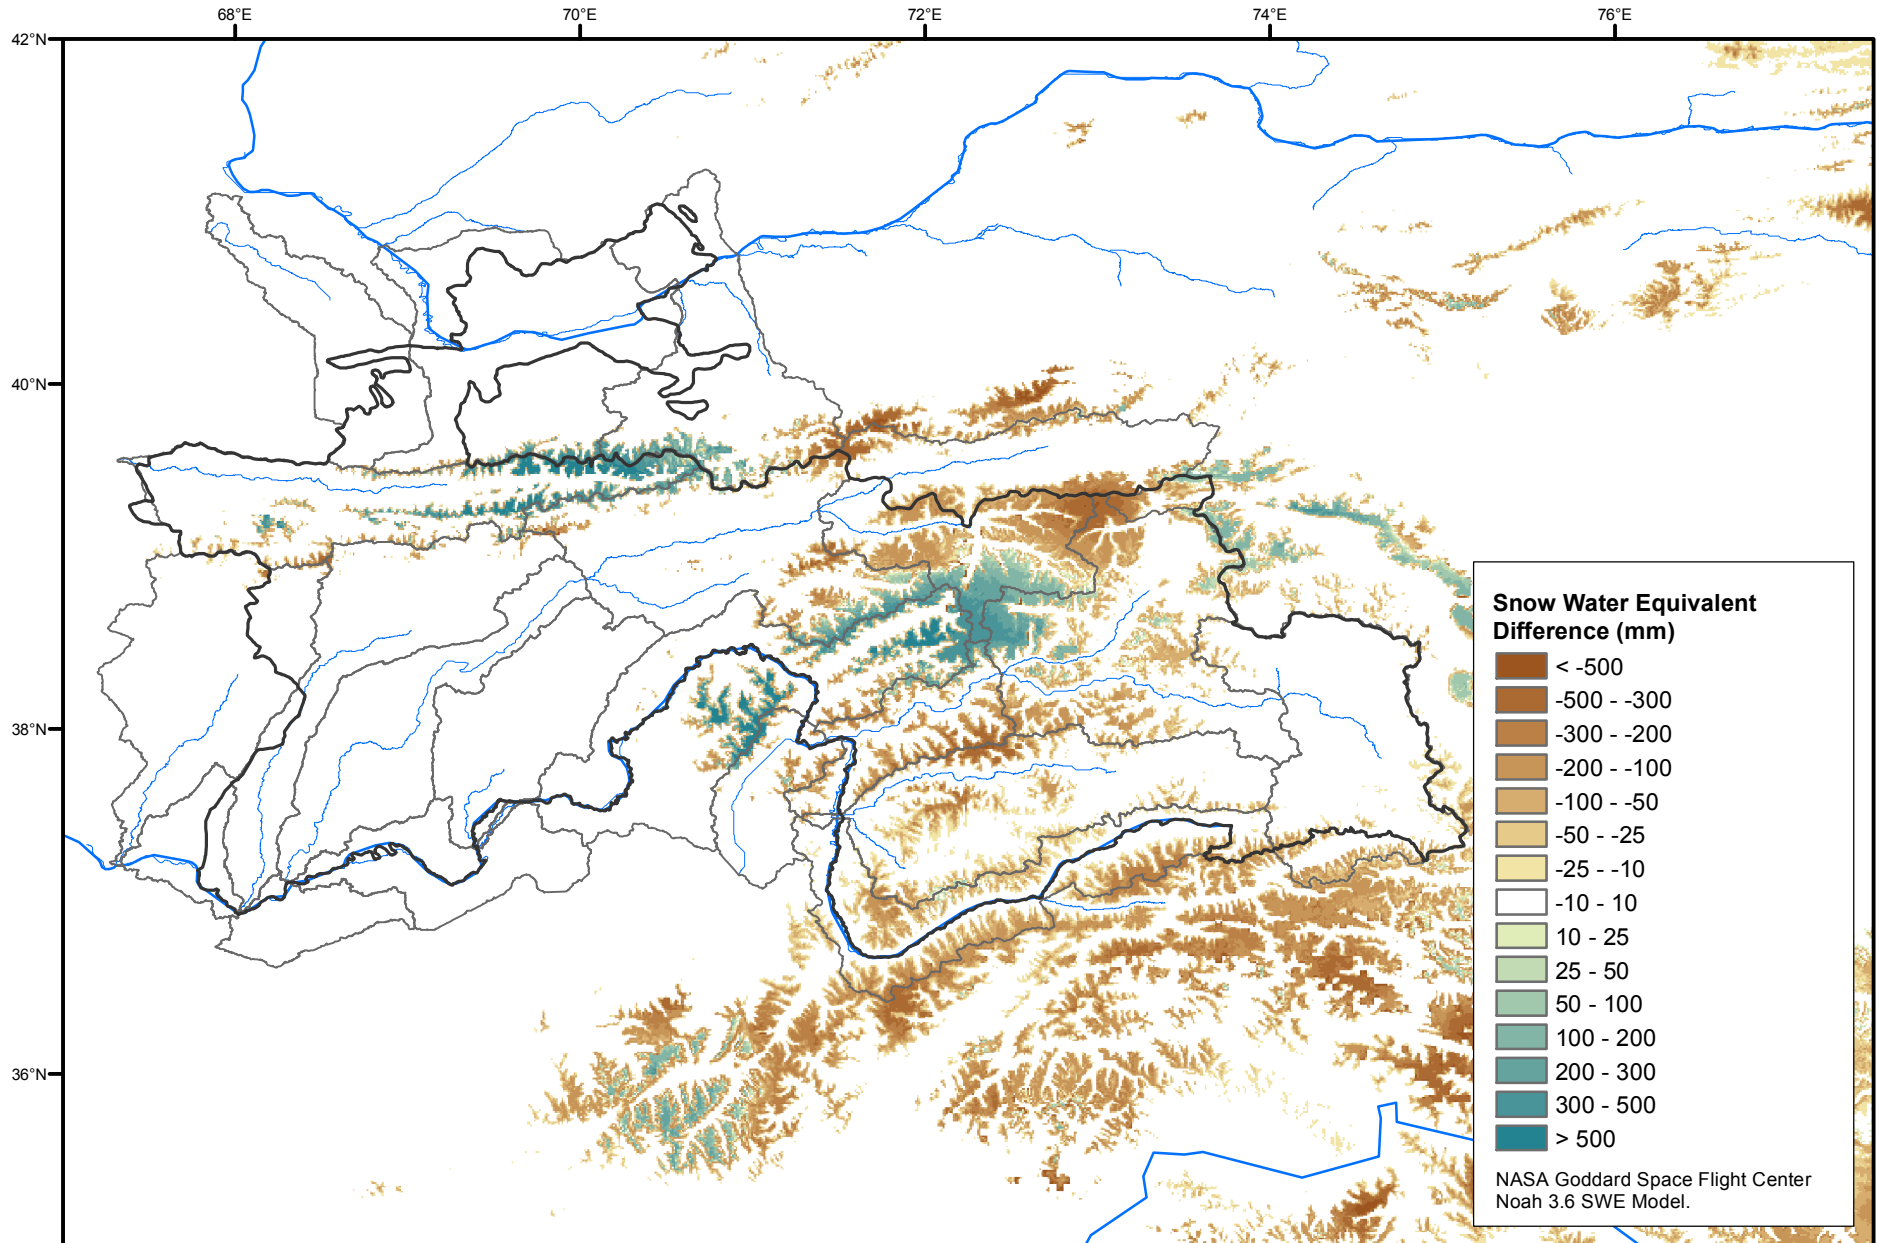 68°E 70°E 72°E 74°E 76°E
42°N
40°N
38°N
36°N
Snow Water Equivalent
Difference (mm)
< -500
-500 - -300
-300 - -200
-200 - -100
-100 - -50
-50 - -25
-25 - -10
-10 - 10
10 - 25
25 - 50
50 - 100
100 - 200
200 - 300
300 - 500
> 500
NASA Goddard Space Flight Center
Noah 3.6 SWE Model.